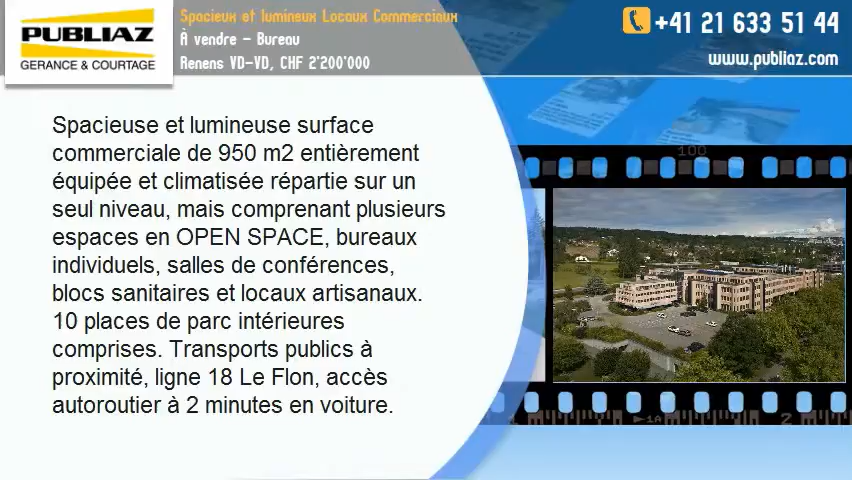 PUBLIAZ
GERANCE & COURTAGE
Spacieux et lumineux Locaux Commerciaux
À vendre – Bureau
Renens VD-VD, CHF 2'200'000
+41 21 633 51 44
www.publiaz.com
Spacieuse et lumineuse surface
commerciale de 950 m2 entièrement
équipée et climatisée répartie sur un
seul niveau, mais comprenant plusieurs
espaces en OPEN SPACE, bureaux
individuels, salles de conférences,
blocs sanitaires et locaux artisanaux.
10 places de parc intérieures
comprises. Transports publics à
proximité, ligne 18 Le Flon, accès
autoroutier à 2 minutes en voiture.
100
1
1A
2